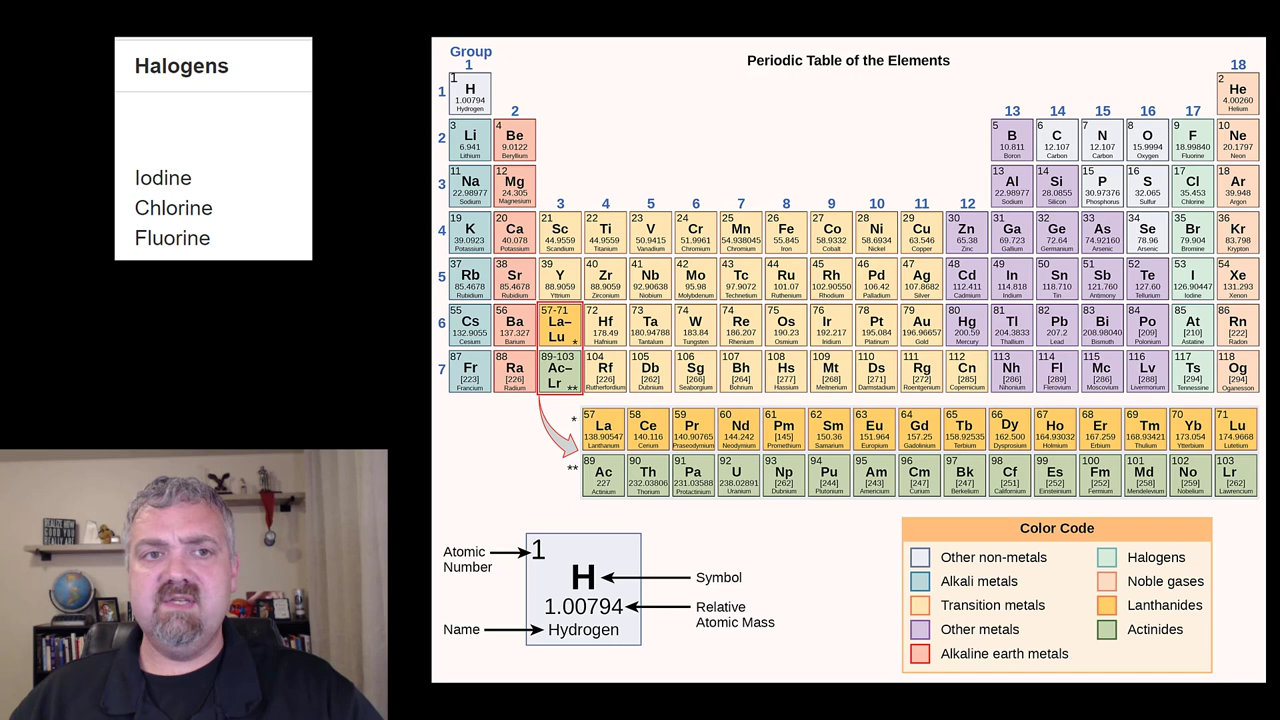 Halogens
Iodine
Chlorine
Fluorine
Periodic Table of the Elements
Group
1 18
1 1 H 1.00794 Hydrogen 2 He 4.00260 Helium
2 13 14 15 16 17
2 3 Li 6.941 Lithium 4 Be 9.0122 Beryllium 5 B 10.811 Boron 6 C 12.107 Carbon 7 N 12.107 Carbon 8 O 15.9994 Oxygen 9 F 18.99840 Fluorine 10 Ne 20.1797 Neon
3 11 Na 22.98977 Sodium 12 Mg 24.305 Magnesium 13 Al 22.98977 Sodium 14 Si 28.0855 Silicon 15 P 30.97376 Phosphorus 16 S 32.065 Sulfur 17 Cl 35.453 Chlorine 18 Ar 39.948 Argon
3 4 5 6 7 8 9 10 11 12
4 19 K 39.0923 Potassium 20 Ca 40.078 Potassium 21 Sc 44.9559 Scandium 22 Ti 44.9559 Titanium 23 V 50.9415 Vanadium 24 Cr 51.9961 Chromium 25 Mn 54.938045 Chromium 26 Fe 55.845 Iron 27 Co 58.9332 Cobalt 28 Ni 58.6934 Nickel 29 Cu 63.546 Copper 30 Zn 65.38 Zinc 31 Ga 69.723 Gallium 32 Ge 72.64 Germanium 33 As 74.92160 Arsenic 34 Se 78.96 Arsenic 35 Br 79.904 Bromine 36 Kr 83.798 Krypton
5 37 Rb 85.4678 Rubidium 38 Sr 85.4678 Rubidium 39 Y 88.9059 Yttrium 40 Zr 88.9059 Zirconium 41 Nb 92.90638 Niobium 42 Mo 95.98 Molybdenum 43 Tc 97.9072 Technetium 44 Ru 101.07 Ruthenium 45 Rh 102.90550 Rhodium 46 Pd 106.42 Palladium 47 Ag 107.8682 Silver 48 Cd 112.411 Cadmium 49 In 114.818 Indium 50 Sn 118.710 Tin 51 Sb 121.760 Antimony 52 Te 127.60 Tellurium 53 I 126.90447 Iodine 54 Xe 131.293 Xenon
6 55 Cs 132.9055 Cesium 56 Ba 137.327 Barium 57-71 La– Lu * 72 Hf 178.49 Hafnium 73 Ta 180.94788 Tantalum 74 W 183.84 Tungsten 75 Re 186.207 Rhenium 76 Os 190.23 Osmium 77 Ir 192.217 Iridium 78 Pt 195.084 Platinum 79 Au 196.96657 Gold 80 Hg 200.59 Mercury 81 Tl 204.3833 Thallium 82 Pb 207.2 Lead 83 Bi 208.98040 Bismuth 84 Po [209] Polonium 85 At [210] Astatine 86 Rn [222] Radon
7 87 Fr [223] Francium 88 Ra [226] Radium 89-103 Ac– Lr ** 104 Rf [226] Rutherfordium 105 Db [262] Dubnium 106 Sg [266] Seaborgium 107 Bh [264] Bohrium 108 Hs [277] Hassium 109 Mt [268] Meitnerium 110 Ds [271] Darmstadium 111 Rg [272] Roentgenium 112 Cn [285] Copernicium 113 Nh [286] Nihonium 114 Fl [289] Flerovium 115 Mc [286] Moscovium 116 Lv [288] Livermorium 117 Ts [294] Tennessine 118 Og [294] Oganesson
* 57 La 138.90547 Lanthanum 58 Ce 140.116 Cerium 59 Pr 140.90765 Praseodymium 60 Nd 144.242 Neodymium 61 Pm [145] Promethium 62 Sm 150.36 Samarium 63 Eu 151.964 Europium 64 Gd 157.25 Gadolinium 65 Tb 158.92535 Terbium 66 Dy 162.500 Dysprosium 67 Ho 164.93032 Holmium 68 Er 167.259 Erbium 69 Tm 168.93421 Thulium 70 Yb 173.054 Ytterbium 71 Lu 174.9668 Lutetium
** 89 Ac 227 Actinium 90 Th 232.03806 Thorium 91 Pa 231.03588 Protactinium 92 U 238.02891 Uranium 93 Np [262] Dubnium 94 Pu [244] Plutonium 95 Am [243] Americium 96 Cm [247] Curium 97 Bk [247] Berkelium 98 Cf [251] Californium 99 Es [252] Einsteinium 100 Fm [252] Fermium 101 Md [258] Mendelevium 102 No [259] Nobelium 103 Lr [262] Lawrencium
Atomic
Number
1
H
Symbol
1.00794
Relative
Atomic Mass
Name
Hydrogen
Color Code
Other non-metals Halogens
Alkali metals Noble gases
Transition metals Lanthanides
Other metals Actinides
Alkaline earth metals
REALIZE HOW
GOOD YOU
REALLY ARE